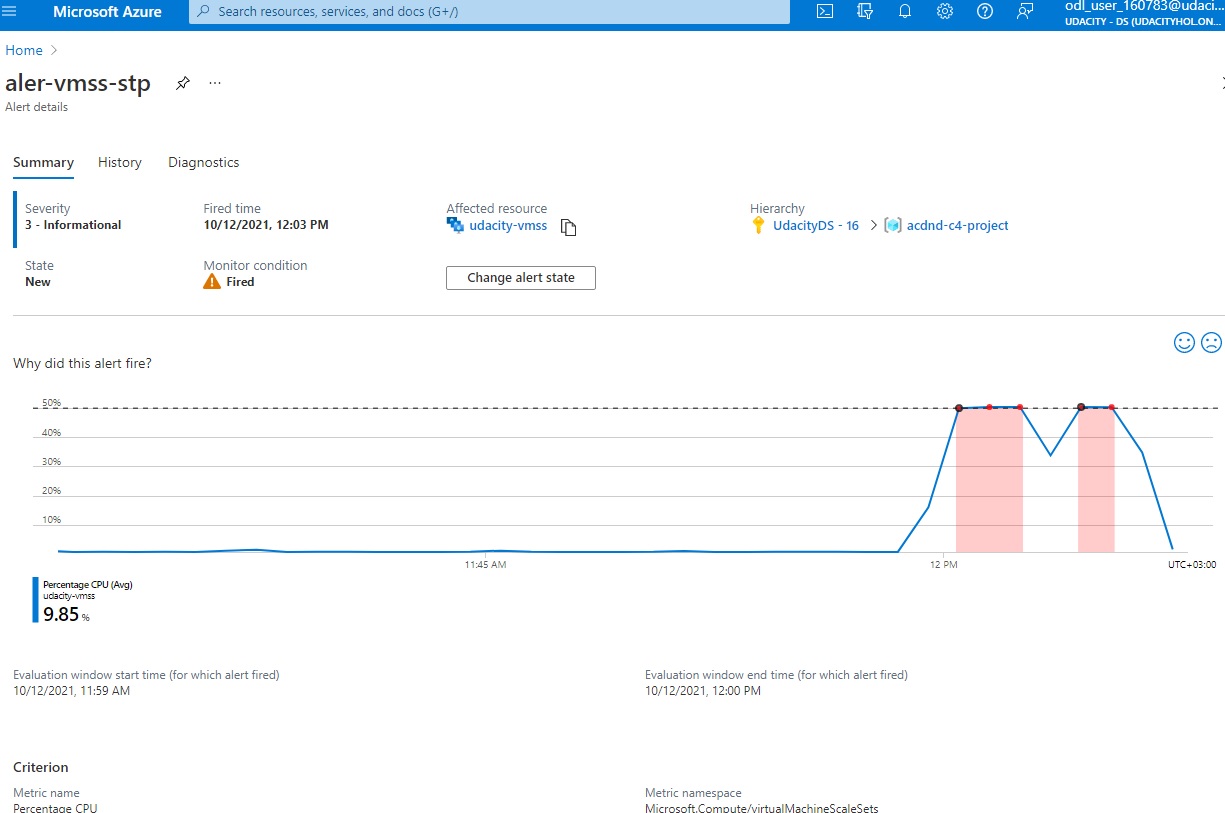 Microsoft Azure
Search resources, services, and docs (G+/)
odl_user_160783@udaci...
UDACITY - DS (UDACITYHOL.ON...
Home
aler-vmss-stp
Alert details
Summary
History
Diagnostics
Severity
3 - Informational
Fired time
10/12/2021, 12:03 PM
Affected resource
udacity-vmss
Hierarchy
UdacityDS - 16 > acdnd-c4-project
State
New
Monitor condition
Fired
Change alert state
Why did this alert fire?
50%
40%
30%
20%
10%
11:45 AM
12 PM
UTC+03:00
Percentage CPU (Avg)
udacity-vmss
9.85 %
Evaluation window start time (for which alert fired)
10/12/2021, 11:59 AM
Evaluation window end time (for which alert fired)
10/12/2021, 12:00 PM
Criterion
Metric name
Percentage CPU
Metric namespace
Microsoft.Compute/virtualMachineScaleSets